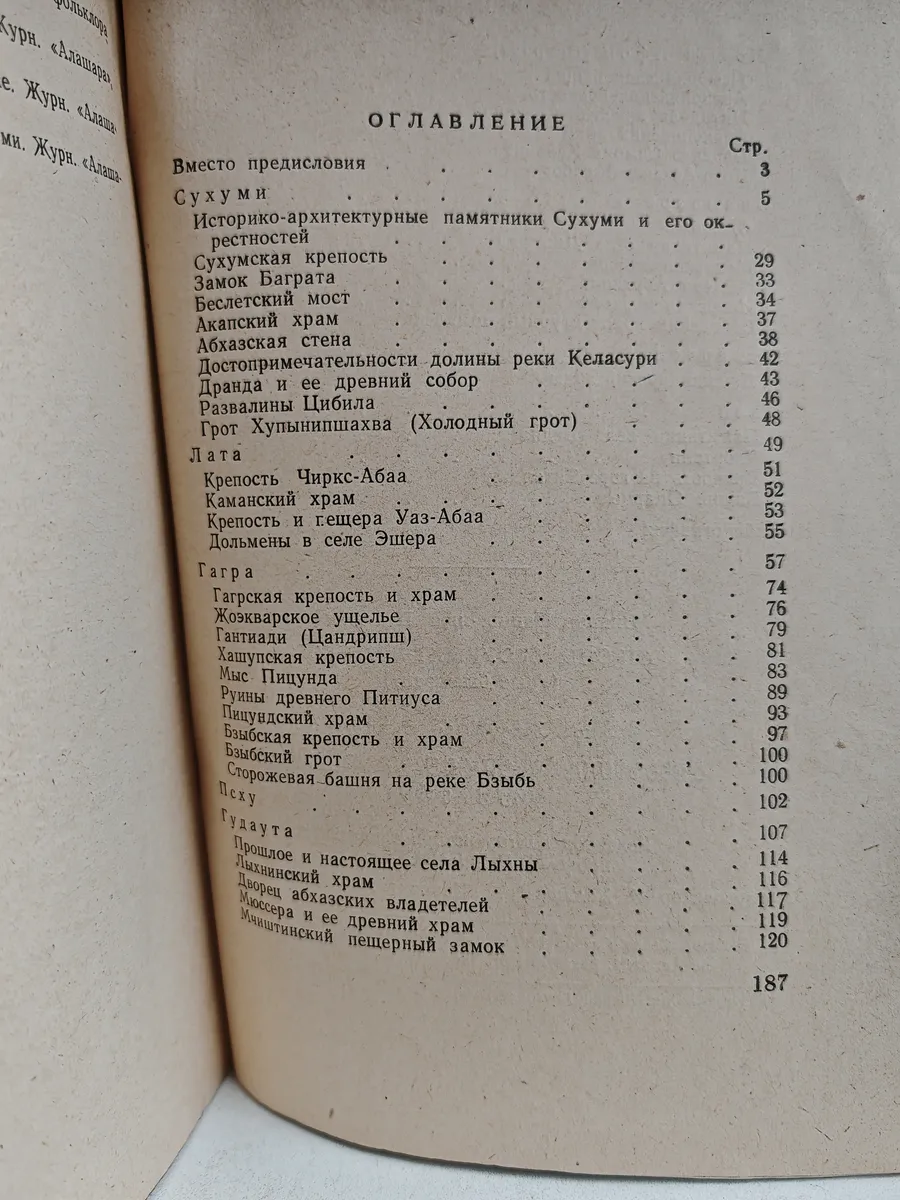 фольклора
Журн. «Алашара»,
е. Журн. «Алаша-
ми. Журн. «Алаша-
ОГЛАВЛЕНИЕ
Стр.
Вместо предисловия . . . . . . . 3
Сухуми . . . . . . . . 5
Историко-архитектурные памятники Сухуми и его ок-
рестностей . . . . . . .
Сухумская крепость . . . . . . . 29
Замок Баграта . . . . . . . 33
Беслетский мост . . . . . . . 34
Акапский храм . . . . . . . 37
Абхазская стена . . . . . . . 38
Достопримечательности долины реки Келасури . . 42
Дранда и ее древний собор . . . . . 43
Развалины Цибила . . . . . . 46
Грот Хупынипшахва (Холодный грот) . . . 48
Лата . . . . . . . . 49
Крепость Чиркс-Абаа . . . . . . 51
Каманский храм . . . . . . . 52
Крепость и пещера Уаз-Абаа . . . . . 53
Дольмены в селе Эшера . . . . . . 55
Гагра . . . . . . . . . . 57
Гагрская крепость и храм . . . . . . 74
Жоэкварское ущелье . . . . . . . 76
Гантиади (Цандрипш) . . . . . . 79
Хашупская крепость . . . . . . 81
Мыс Пицунда . . . . . . . 83
Руины древнего Питиуса . . . . . . 89
Пицундский храм . . . . . . . 93
Бзыбская крепость и храм . . . . . 97
Бзыбский грот . . . . . . . . 100
Сторожевая башня на реке Бзыбь . . . . 100
Псху . . . . . . . . . 102
Гудаута . . . . . . . . 107
Прошлое и настоящее села Лыхны . . . . 114
Лыхнинский храм . . . . . . . 116
Дворец абхазских владетелей . . . . . 117
Мюссера и ее древний храм . . . . . 119
Мчиштинский пещерный замок . . . . . 120
187